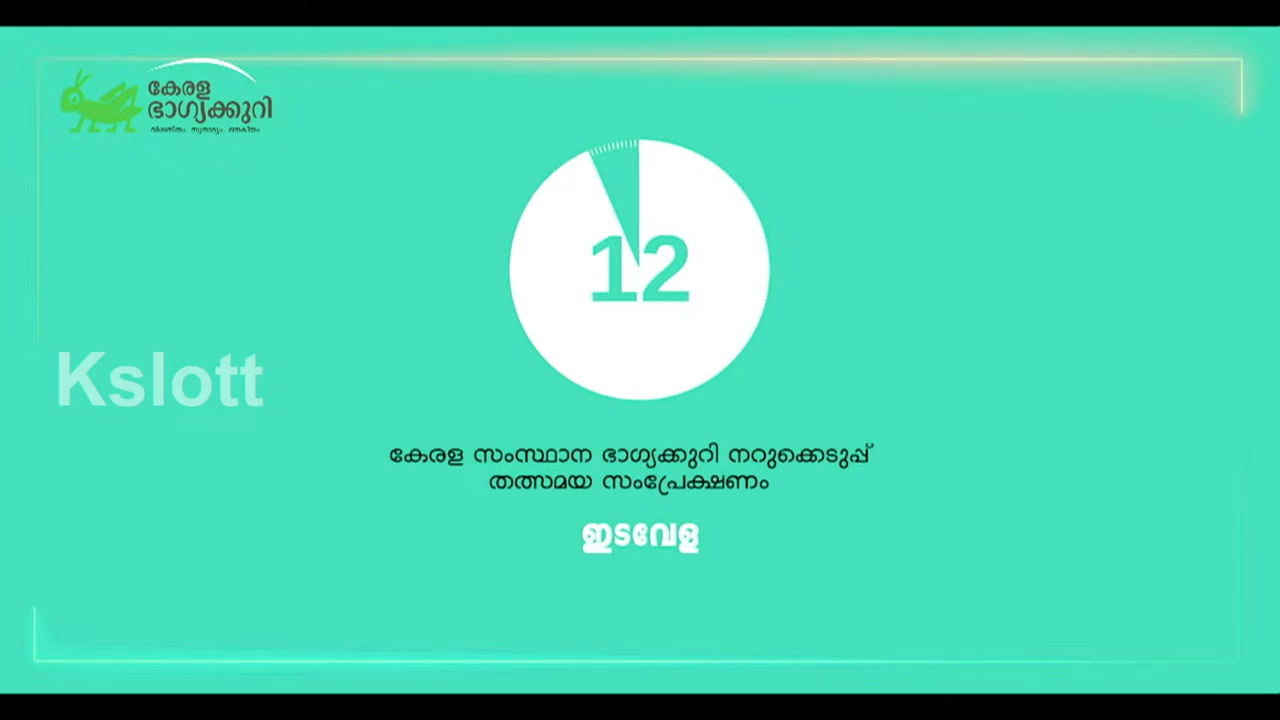 കേരള
ഭാഗ്യക്കുറി
12
Kslott
കേരള സംസ്ഥാന ഭാഗ്യക്കുറി നറുക്കെടുപ്പ്
തത്സമയ സംപ്രേക്ഷണം
ഇടവേള